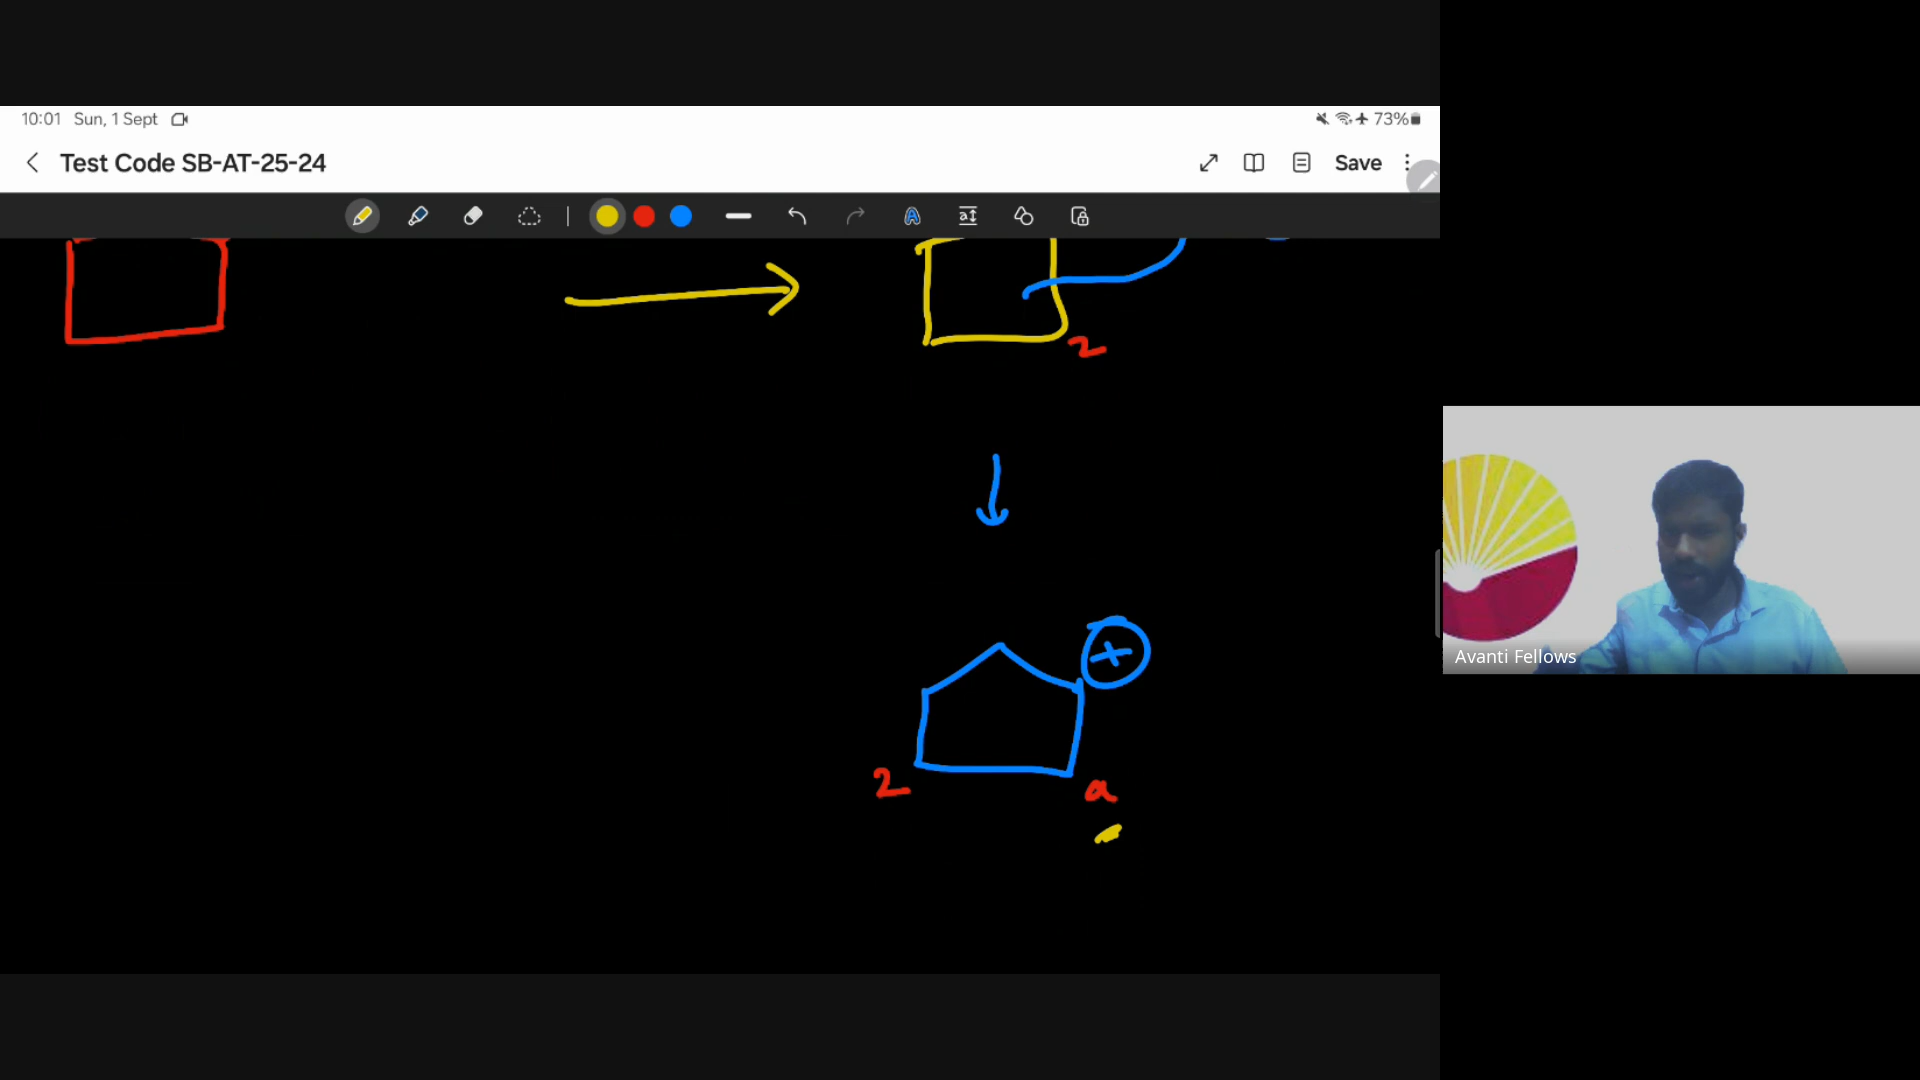 10:01 Sun, 1 Sept 73%
Test Code SB-AT-25-24
Save
2
+
2
a
Avanti Fellows